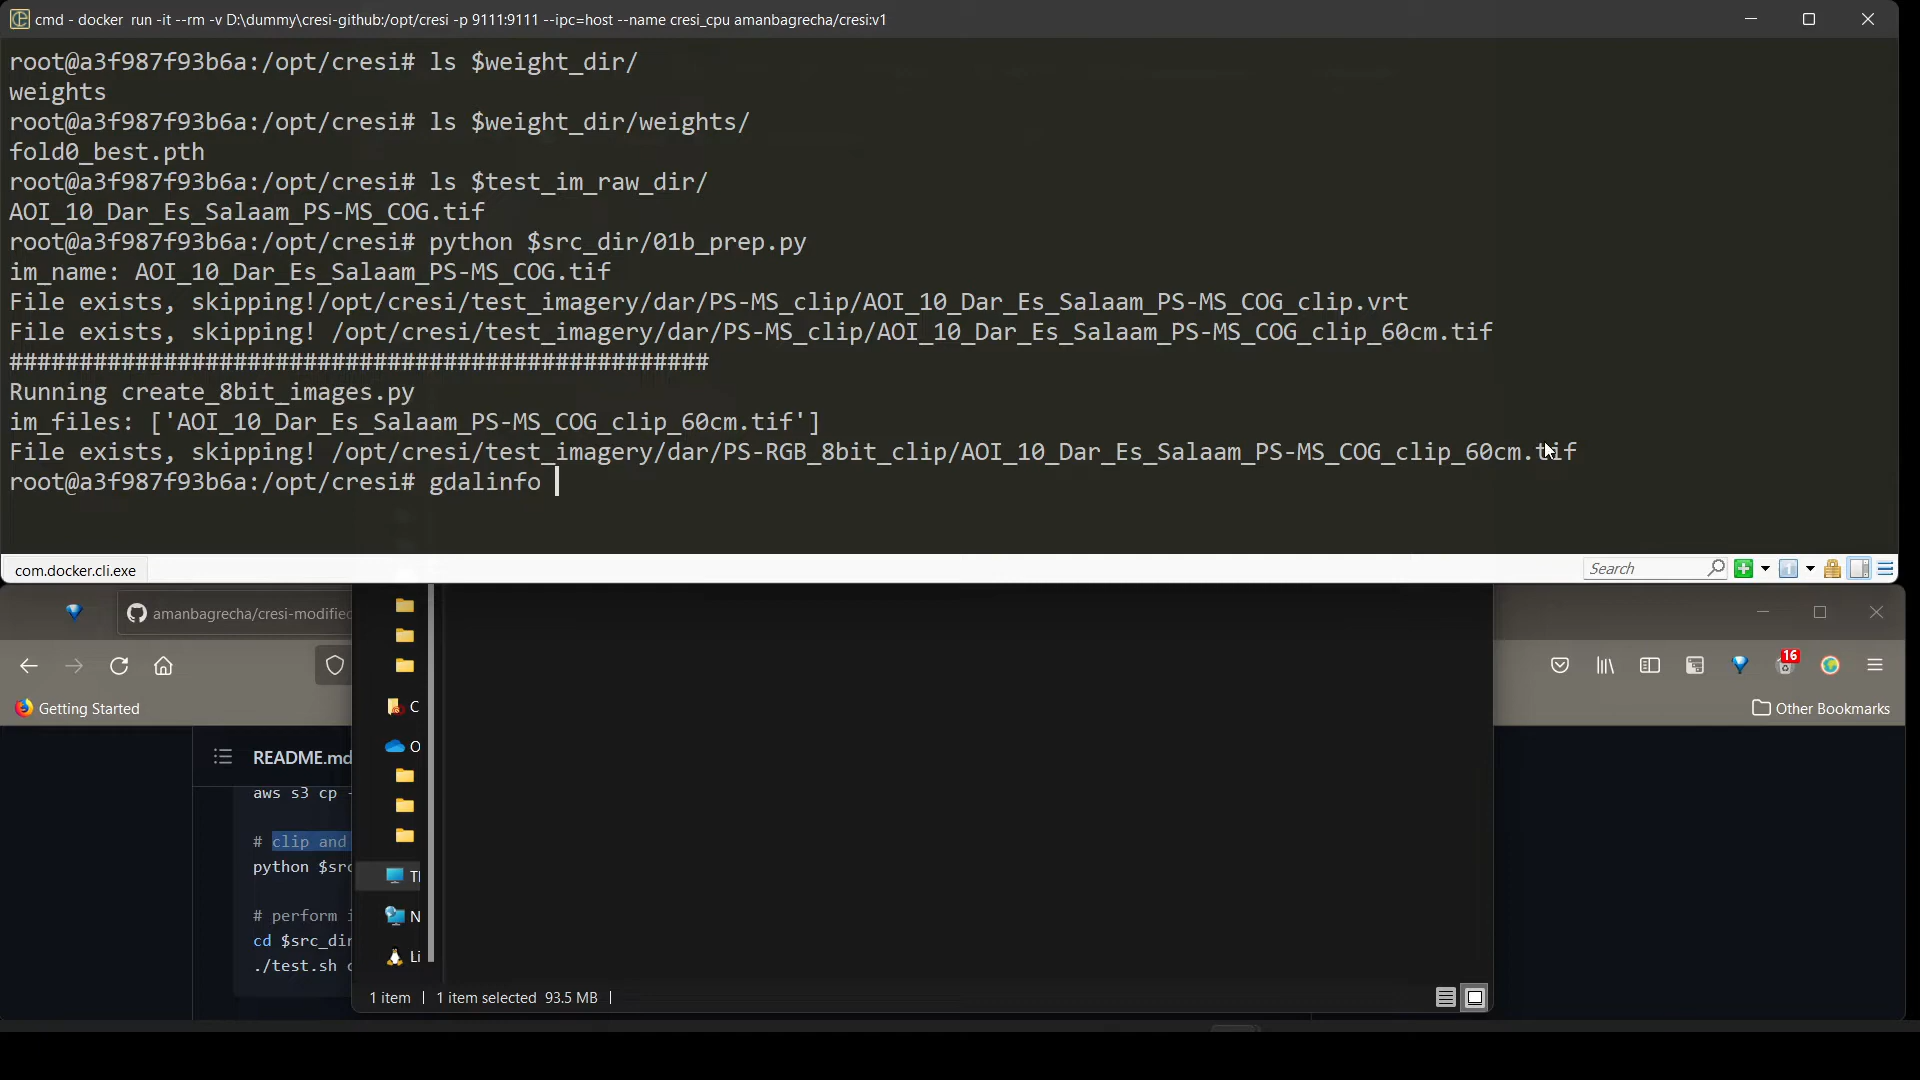 cmd - docker run -it --rm -v D:\dummy\cresi-github:/opt/cresi -p 9111:9111 --ipc=host --name cresi_cpu amanbagrecha/cresi:v1
root@a3f987f93b6a:/opt/cresi# ls $weight_dir/
weights
root@a3f987f93b6a:/opt/cresi# ls $weight_dir/weights/
fold0_best.pth
root@a3f987f93b6a:/opt/cresi# ls $test_im_raw_dir/
AOI_10_Dar_Es_Salaam_PS-MS_COG.tif
root@a3f987f93b6a:/opt/cresi# python $src_dir/01b_prep.py
im_name: AOI_10_Dar_Es_Salaam_PS-MS_COG.tif
File exists, skipping!/opt/cresi/test_imagery/dar/PS-MS_clip/AOI_10_Dar_Es_Salaam_PS-MS_COG_clip.vrt
File exists, skipping! /opt/cresi/test_imagery/dar/PS-MS_clip/AOI_10_Dar_Es_Salaam_PS-MS_COG_clip_60cm.tif
##################################################
Running create_8bit_images.py
im_files: ['AOI_10_Dar_Es_Salaam_PS-MS_COG_clip_60cm.tif']
File exists, skipping! /opt/cresi/test_imagery/dar/PS-RGB_8bit_clip/AOI_10_Dar_Es_Salaam_PS-MS_COG_clip_60cm.tif
root@a3f987f93b6a:/opt/cresi# gdalinfo
com.docker.cli.exe
Search
amanbagrecha/cresi-modified
16
Getting Started
Other Bookmarks
C
README.md
O
aws s3 cp -
# clip and
python $src
T
# perform i
N
cd $src_dir
Li
./test.sh c
1 item
1 item selected 93.5 MB